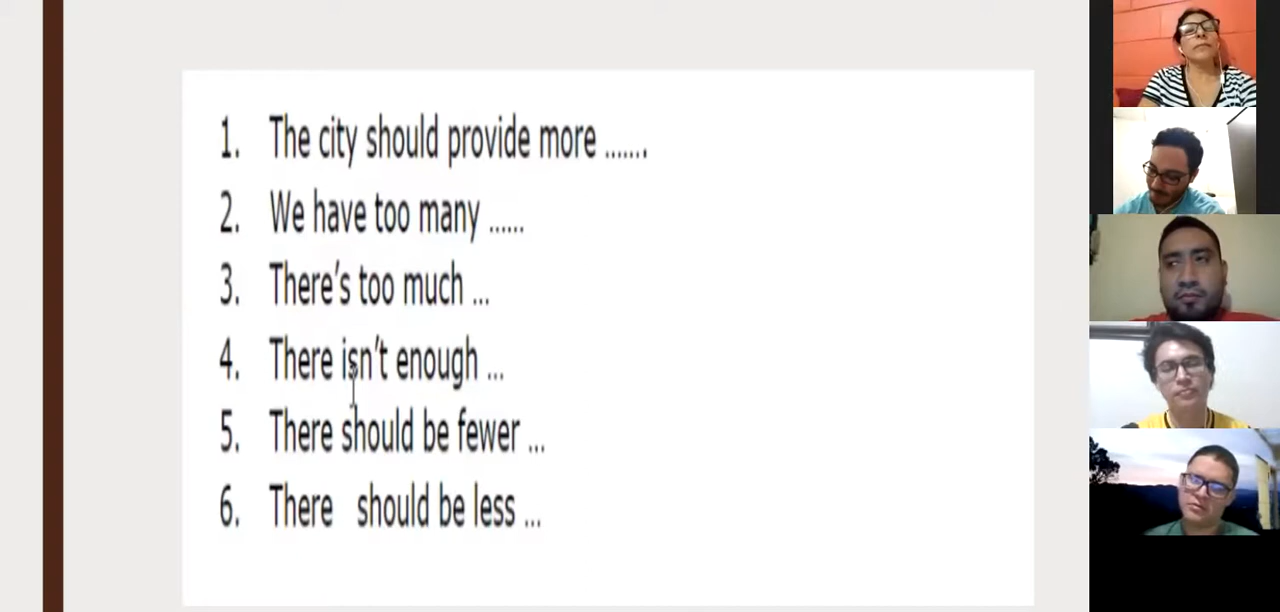 1. The city should provide more .......
2. We have too many ......
3. There's too much ...
4. There isn't enough ...
5. There should be fewer ...
6. There should be less ...